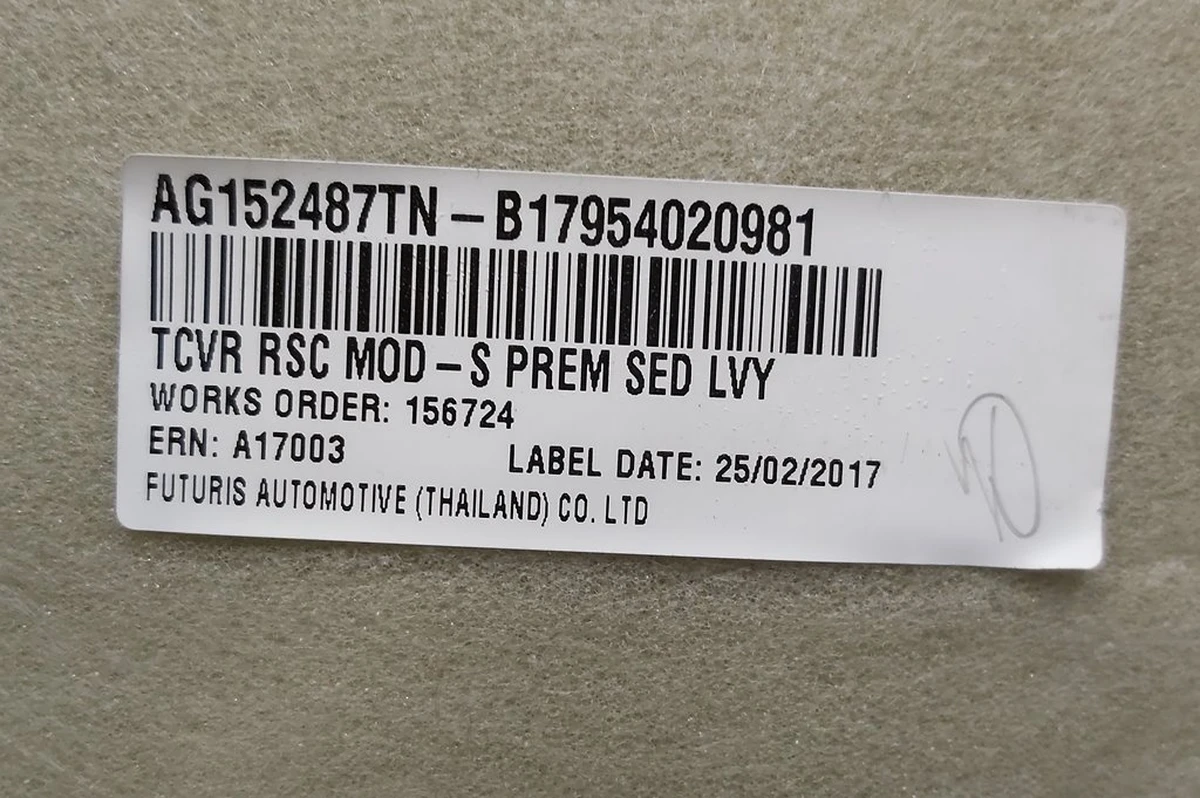 AG152487TN-B17954020981
TCVR RSC MOD-S PREM SED LVY
WORKS ORDER: 156724
ERN: A17003
LABEL DATE: 25/02/2017
FUTURIS AUTOMOTIVE (THAILAND) CO. LTD